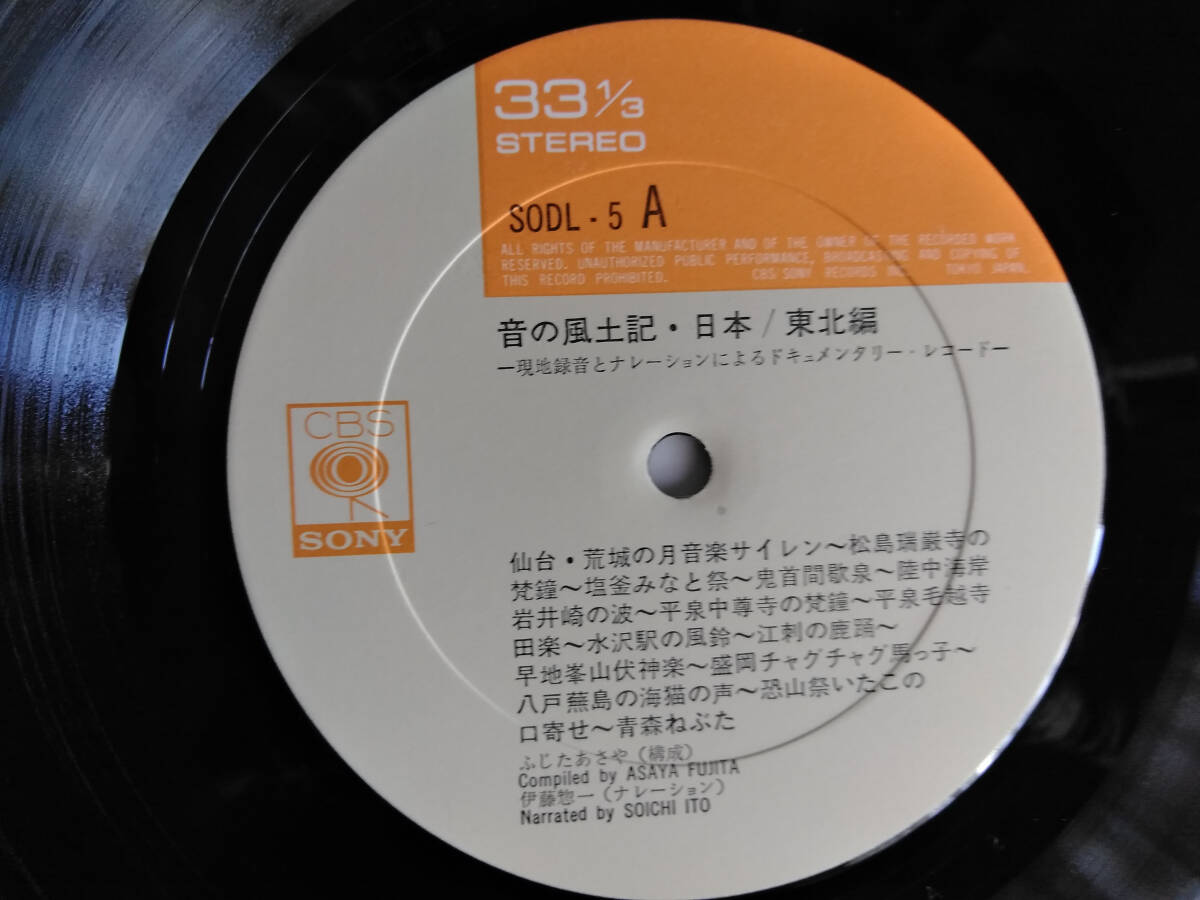 33 1/3
STEREO
SODL - 5 A
ALL RIGHTS OF THE MANUFACTURER AND OF THE OWNER OF THE RECORDED WORK
RESERVED. UNAUTHORIZED PUBLIC PERFORMANCE, BROADCASTING AND COPYING OF
THIS RECORD PROHIBITED. CBS/SONY RECORDS INC. TOKYO JAPAN.
音の風土記・日本/東北編
ー現地録音とナレーションによるドキュメンタリー・レコードー
CBS
SONY
仙台・荒城の月音楽サイレン〜松島瑞巌寺の
梵鐘〜塩釜みなと祭〜鬼首間歇泉〜陸中海岸
岩井崎の波〜平泉中尊寺の梵鐘〜平泉毛越寺
田楽〜水沢駅の風鈴〜江刺の鹿踊〜
早地峯山伏神楽〜盛岡チャグチャグ馬っ子〜
八戸蕪島の海猫の声〜恐山祭いたこの
口寄せ〜青森ねぶた
ふじたあさや(構成)
Compiled by ASAYA FUJITA
伊藤惣一(ナレーション)
Narrated by SOICHI ITO